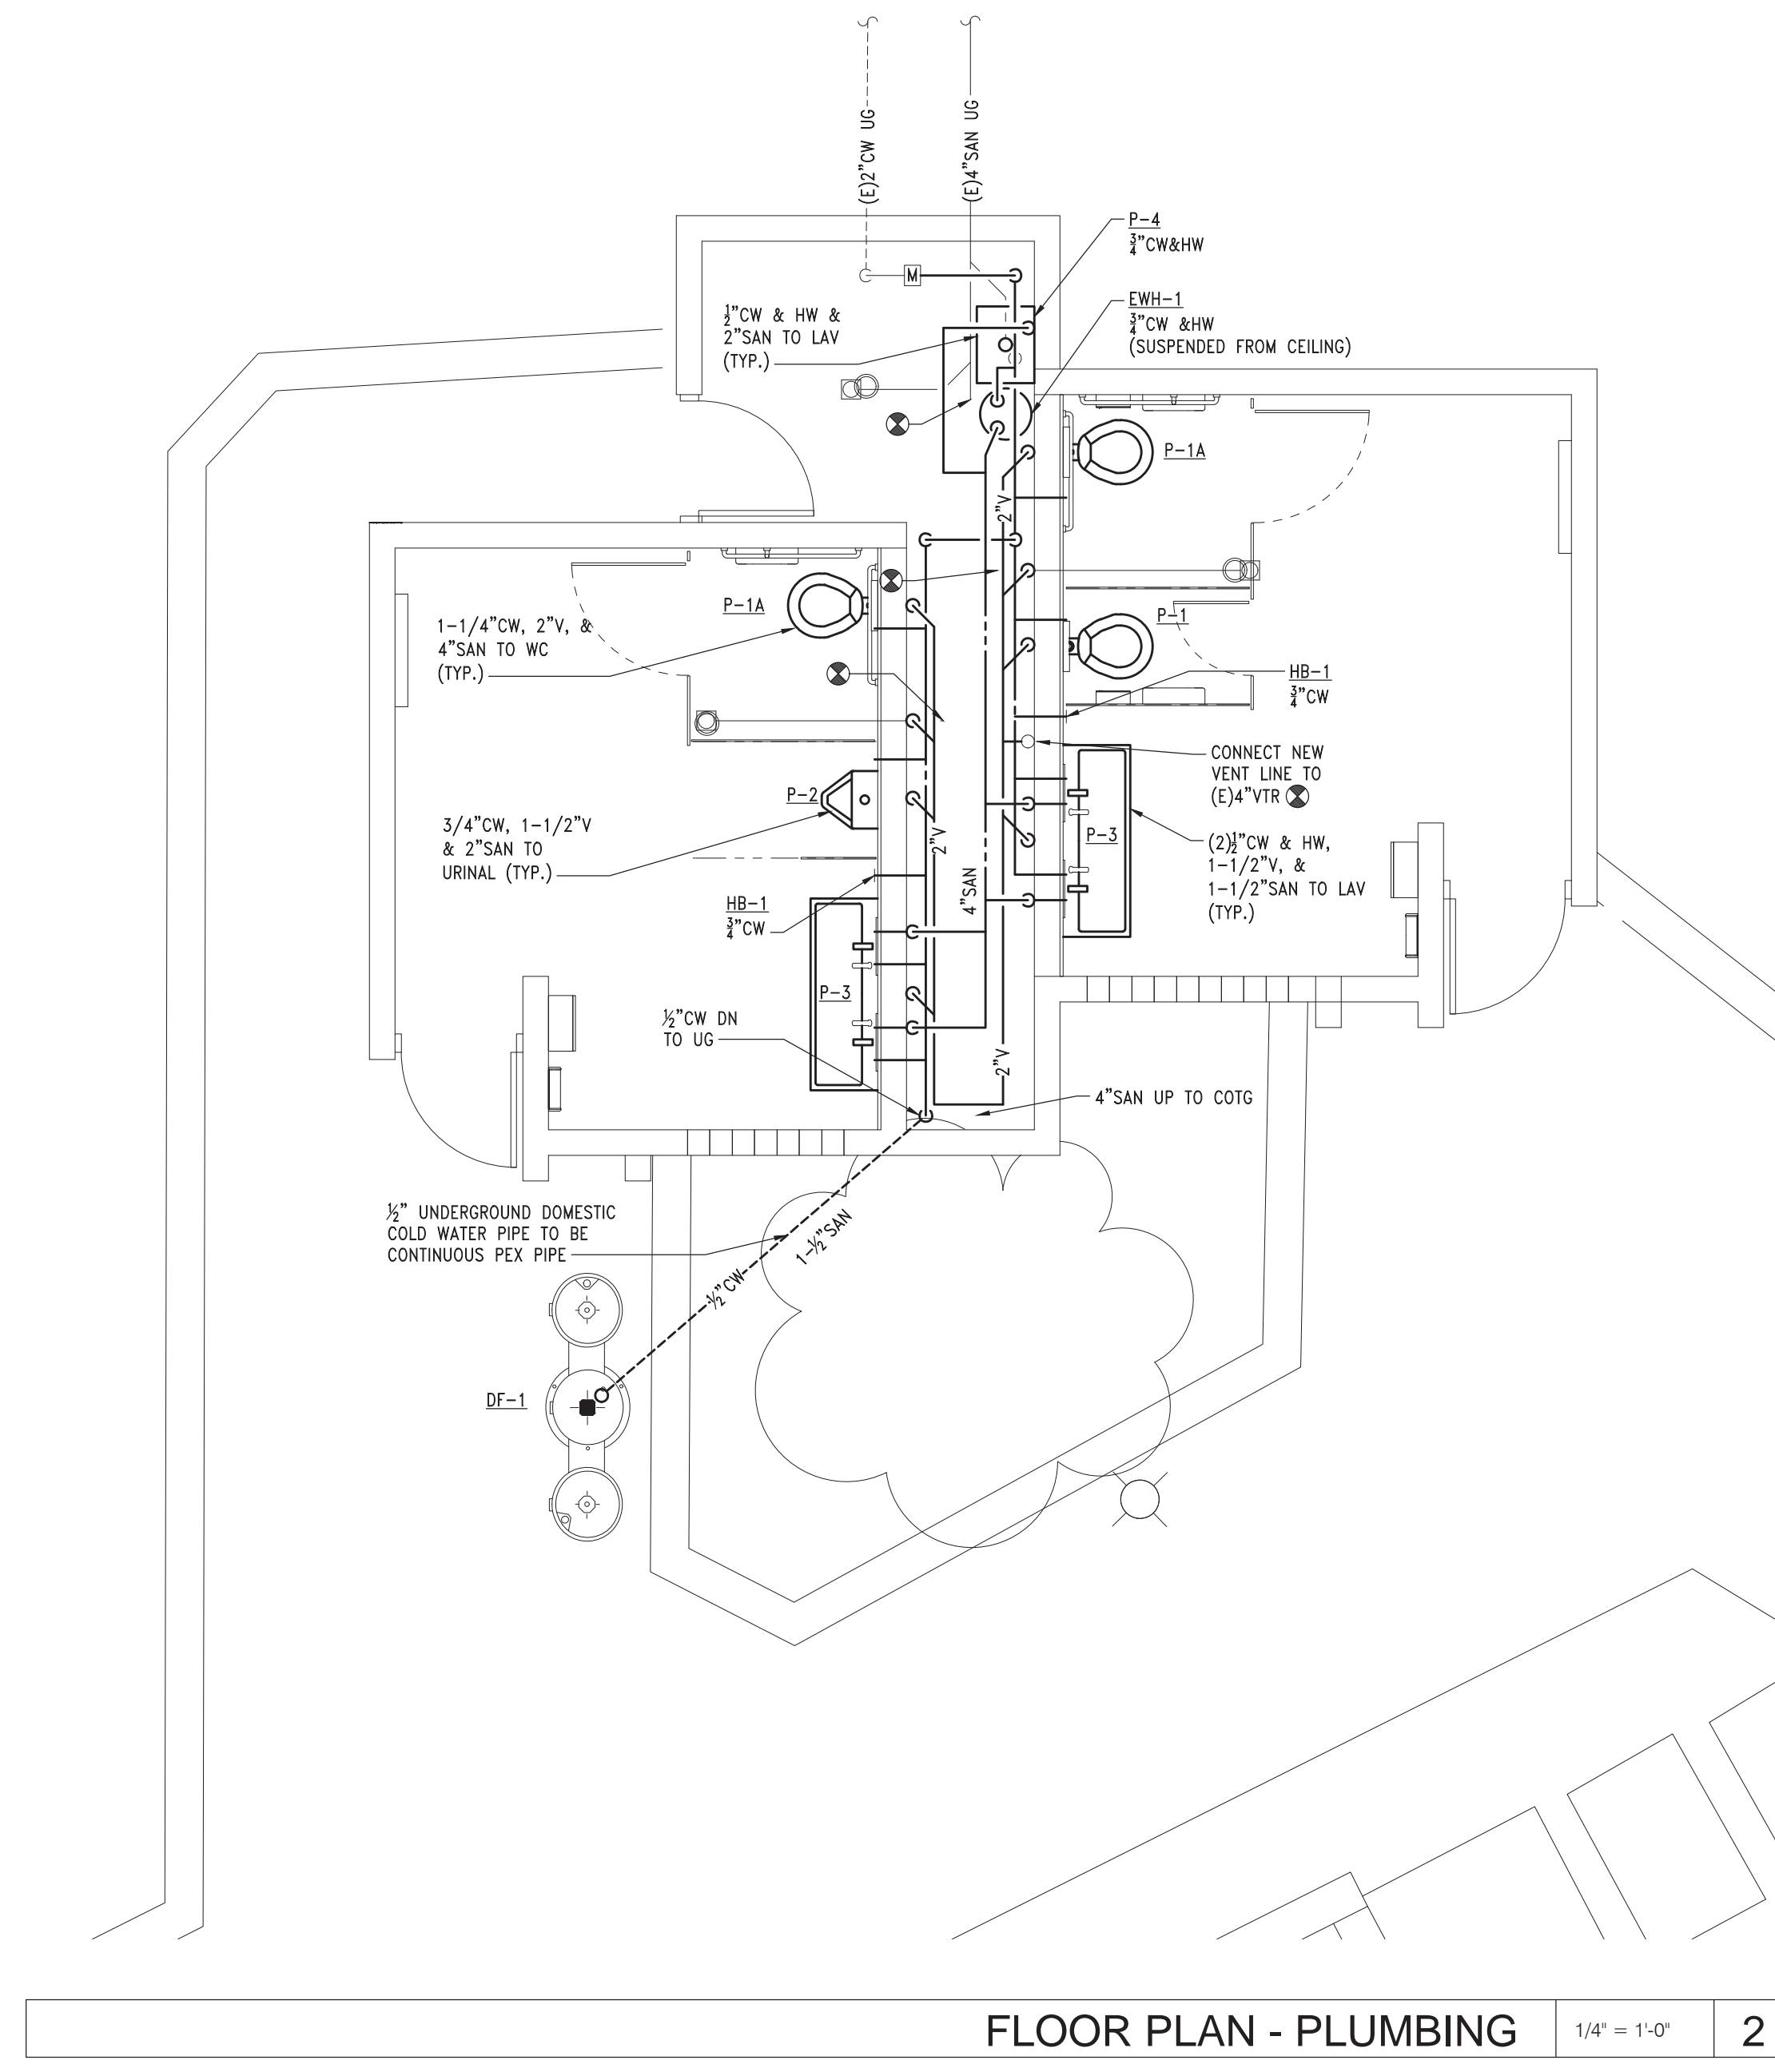 (E)2"CW UG
(E)4"SAN UG
P-4
3/4"CW&HW
M
EWH-1
3/4"CW &HW
(SUSPENDED FROM CEILING)
1/2"CW & HW &
2"SAN TO LAV
(TYP.)
P-1A
2"V
P-1A
P-1
1-1/4"CW, 2"V, &
4"SAN TO WC
(TYP.)
HB-1
3/4"CW
CONNECT NEW
VENT LINE TO
(E)4"VTR
P-2
3/4"CW, 1-1/2"V
& 2"SAN TO
URINAL (TYP.)
2"V
P-3
(2)1/2"CW & HW,
1-1/2"V, &
1-1/2"SAN TO LAV
(TYP.)
4"SAN
HB-1
3/4"CW
P-3
1/2"CW DN
TO UG
2"V
4"SAN UP TO COTG
1/2" UNDERGROUND DOMESTIC
COLD WATER PIPE TO BE
CONTINUOUS PEX PIPE
1-1/2"SAN
1/2"CW
DF-1
FLOOR PLAN - PLUMBING
1/4" = 1'-0"
2